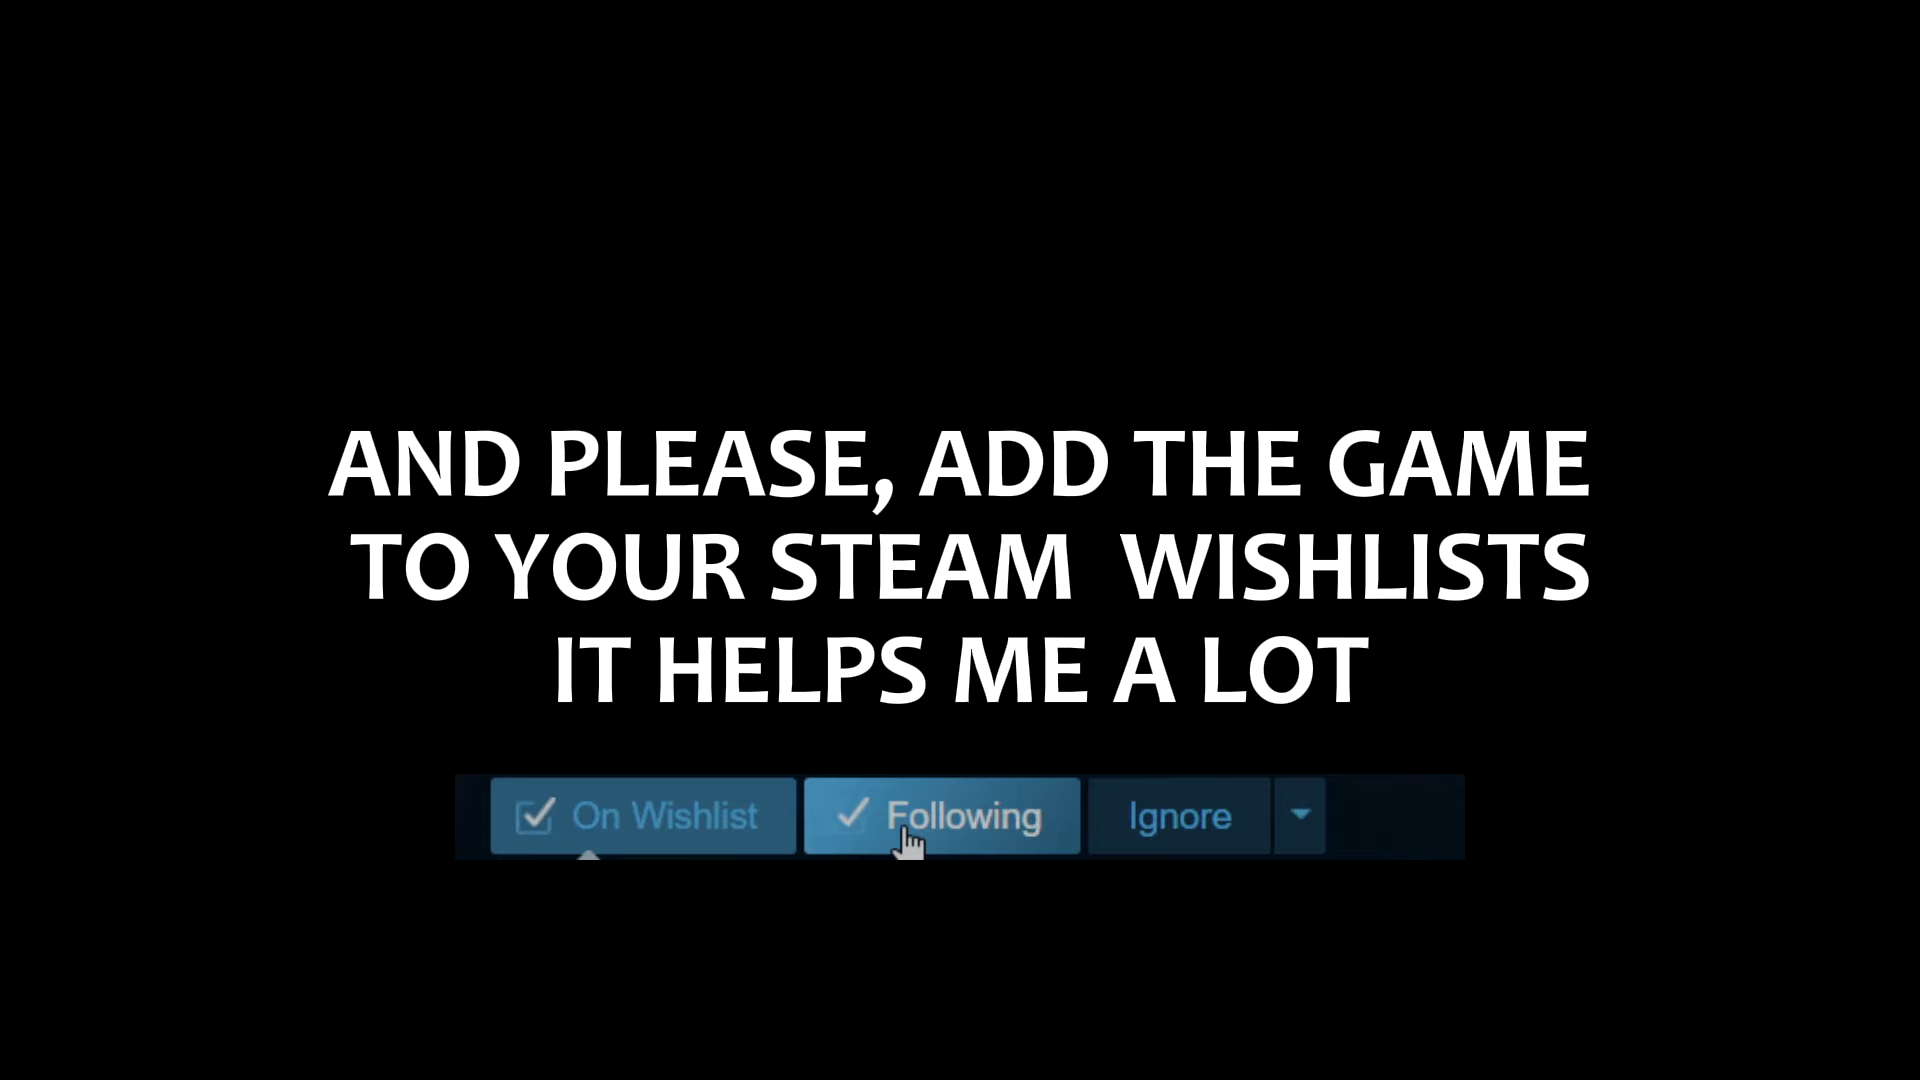 AND PLEASE, ADD THE GAME
TO YOUR STEAM  WISHLISTS
IT HELPS ME A LOT
On Wishlist Following Ignore